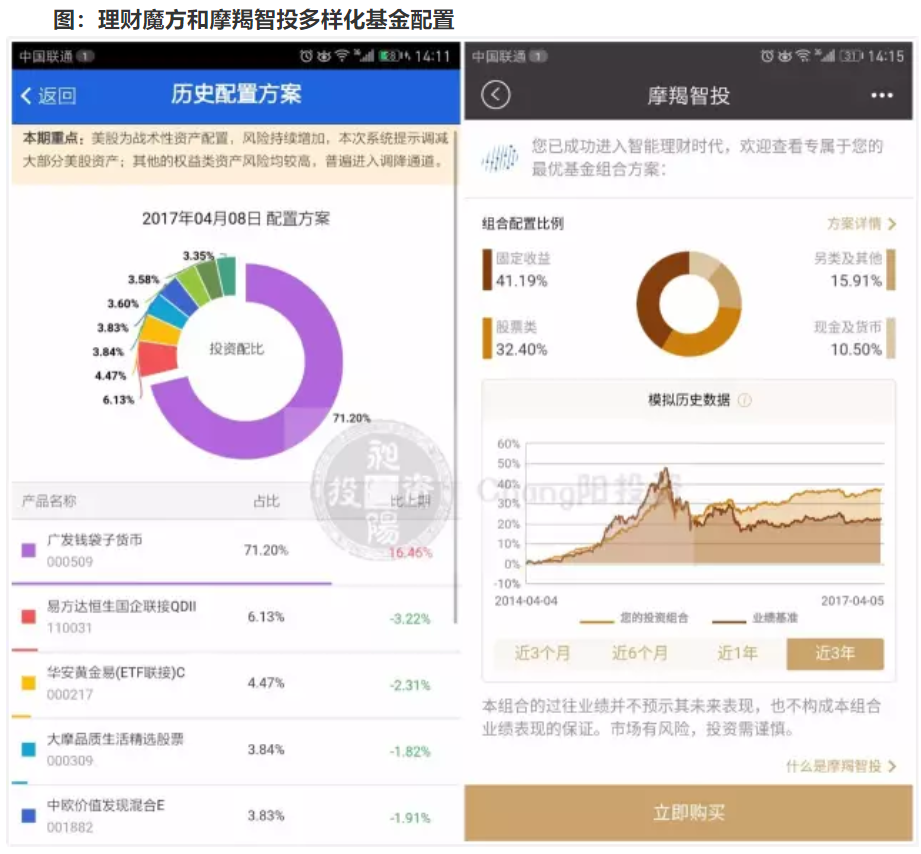 图：理财魔方和摩羯智投多样化基金配置
中国联通 1
14:11
返回
历史配置方案
本期重点：美股为战术性资产配置，风险持续增加，本次系统提示调减
大部分美股资产；其他的权益类资产风险均较高，普遍进入调降通道。
2017年04月08日 配置方案
3.35%
3.58%
3.60%
3.83%
3.84%
4.47%
6.13%
投资配比
71.20%
产品名称 占比 比上期
广发钱袋子货币
000509
71.20%
16.46%
易方达恒生国企联接QDII
110031
6.13%
-3.22%
华安黄金易(ETF联接)C
000217
4.47%
-2.31%
大摩品质生活精选股票
000309
3.84%
-1.82%
中欧价值发现混合E
001882
3.83%
-1.91%
昶
投 資
陽
Chang阳投资
中国联通 1
31
14:15
摩羯智投
您已成功进入智能理财时代，欢迎查看专属于您的
最优基金组合方案：
组合配置比例
方案详情
固定收益
41.19%
另类及其他
15.91%
股票类
32.40%
现金及货币
10.50%
模拟历史数据
60%
50%
40%
30%
20%
10%
0%
-10%
2014-04-04
2017-04-05
您的投资组合
业绩基准
近3个月 近6个月 近1年 近3年
本组合的过往业绩并不预示其未来表现，也不构成本组合
业绩表现的保证。市场有风险，投资需谨慎。
什么是摩羯智投
立即购买